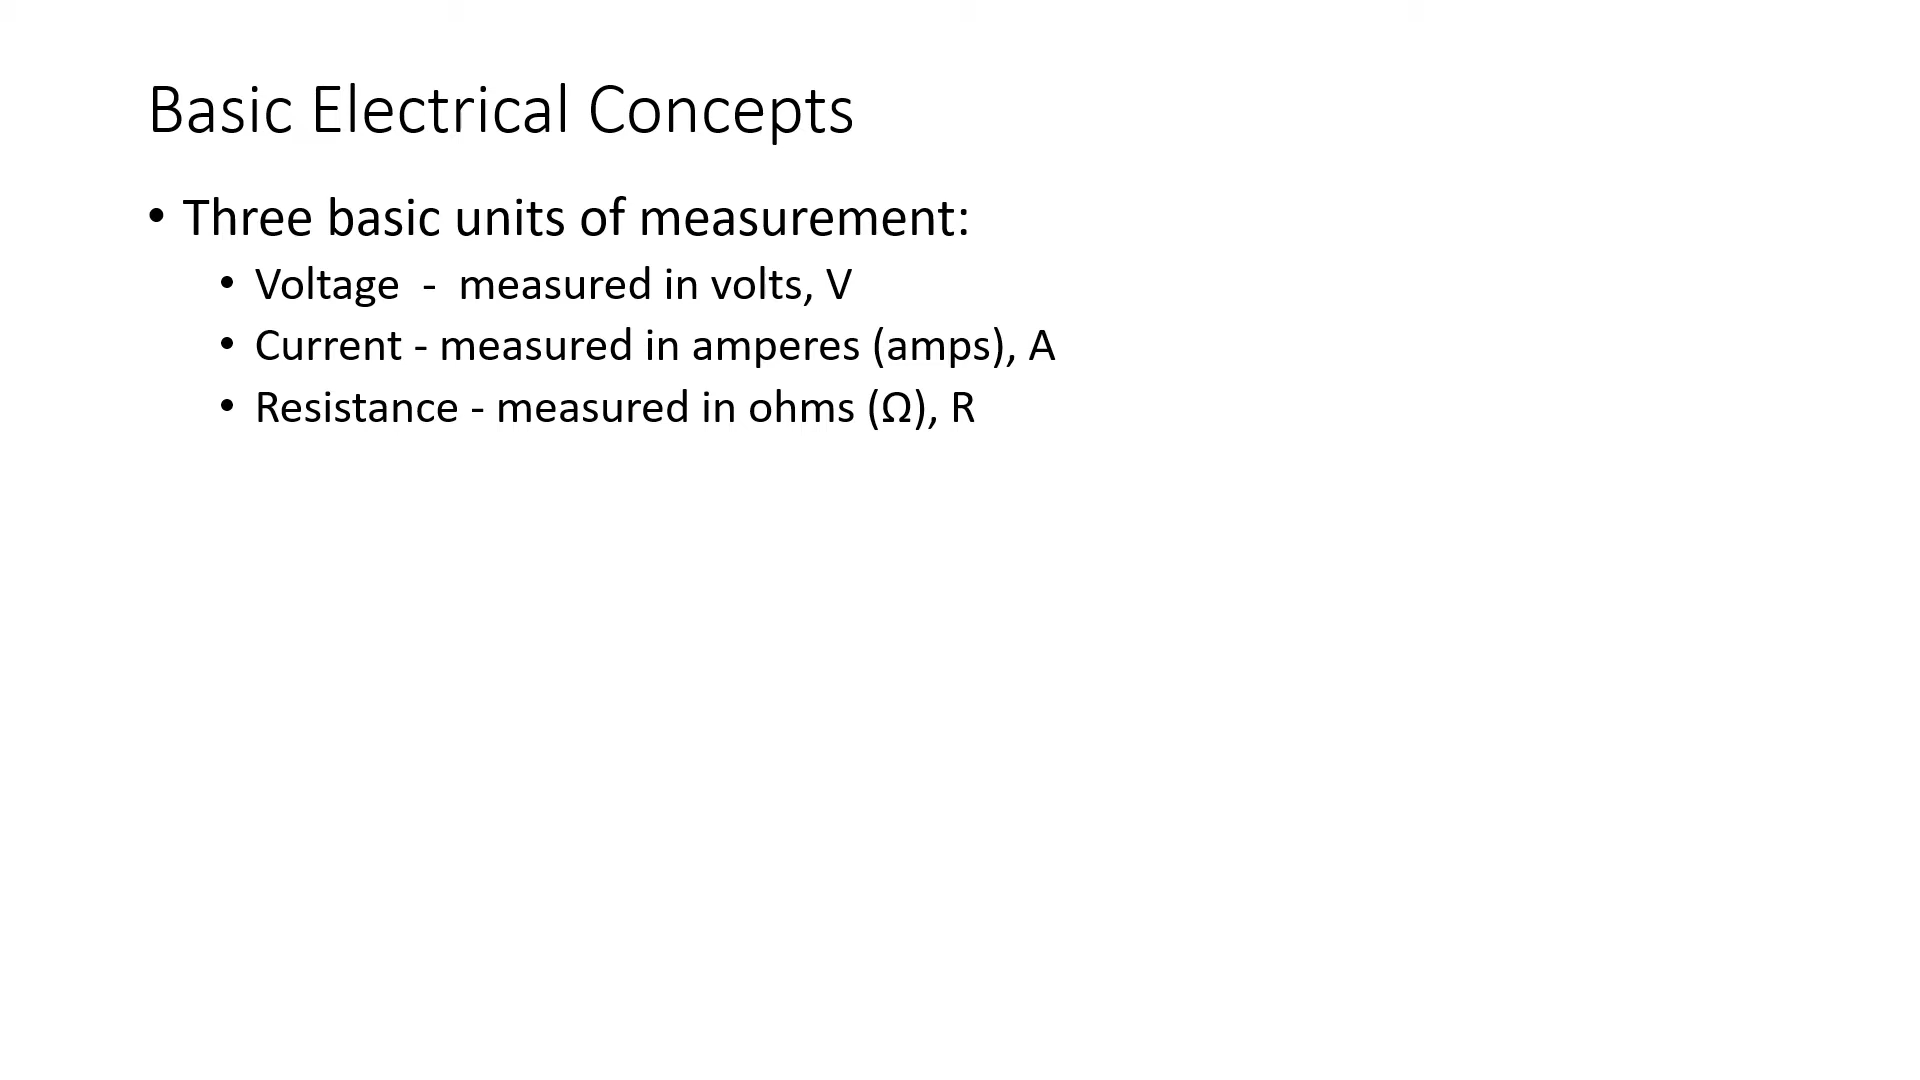 Basic Electrical Concepts
• Three basic units of measurement:
• Voltage  -  measured in volts, V
• Current - measured in amperes (amps), A
• Resistance - measured in ohms (Ω), R